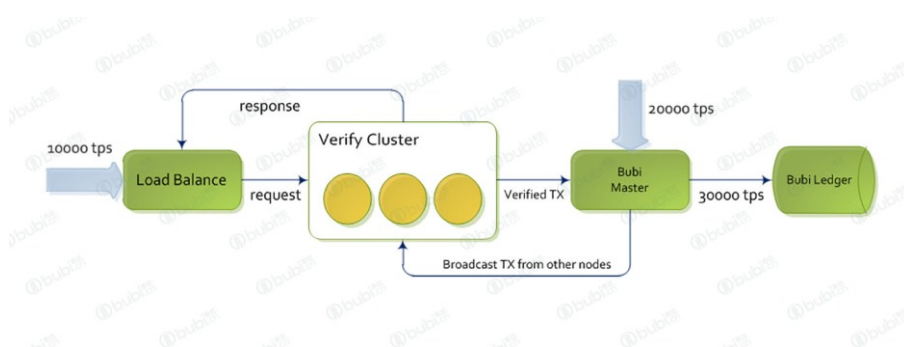 response
Verify Cluster
20000 tps
10000 tps
Load Balance
request
Verified TX
Bubi
Master
30000 tps
Bubi Ledger
Broadcast TX from other nodes
bubi